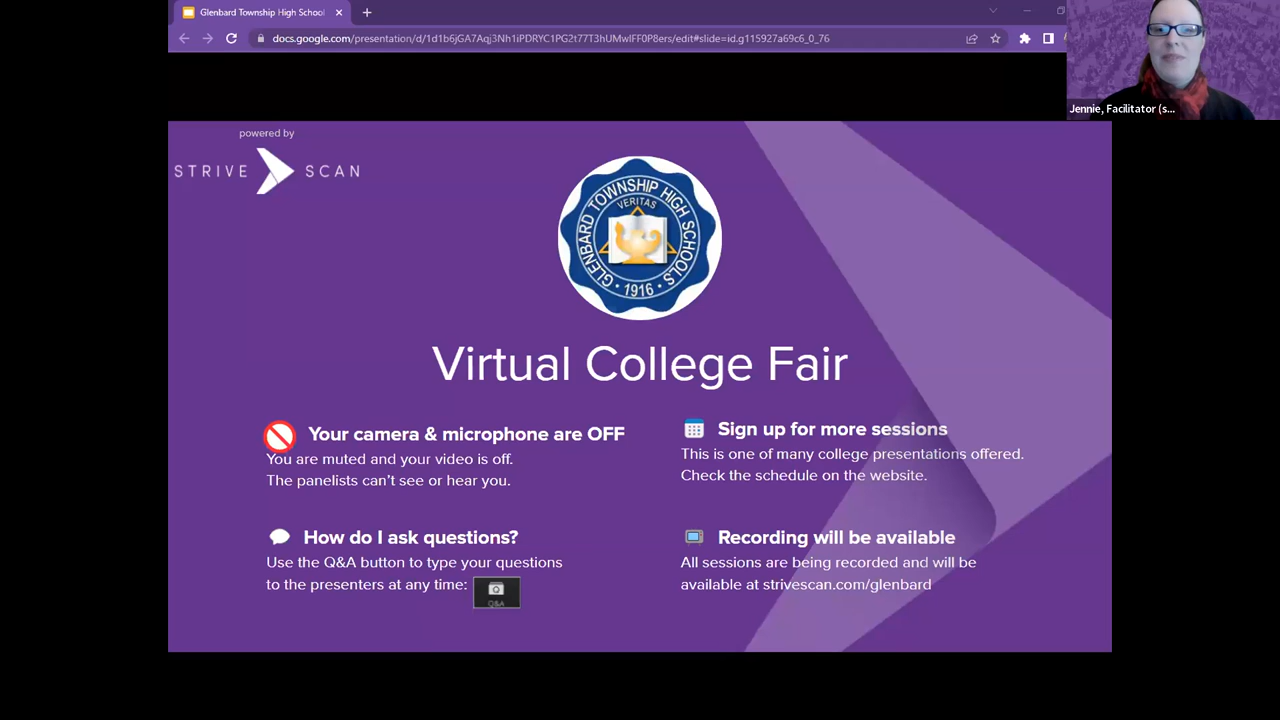 Glenbard Township High School
docs.google.com/presentation/d/1d1b6jGA7Aqj3Nh1iPDRYC1PG2t77T3hUMwIFF0P8ers/edit#slide=id.g115927a69c6_0_76
Jennie, Facilitator (s...
powered by
STRIVE SCAN
GLENBARD TOWNSHIP HIGH SCHOOLS
VERITAS
• 1916 •
Virtual College Fair
Your camera & microphone are OFF
You are muted and your video is off.
The panelists can't see or hear you.
Sign up for more sessions
This is one of many college presentations offered.
Check the schedule on the website.
How do I ask questions?
Use the Q&A button to type your questions
to the presenters at any time:
Q&A
Recording will be available
All sessions are being recorded and will be
available at strivescan.com/glenbard